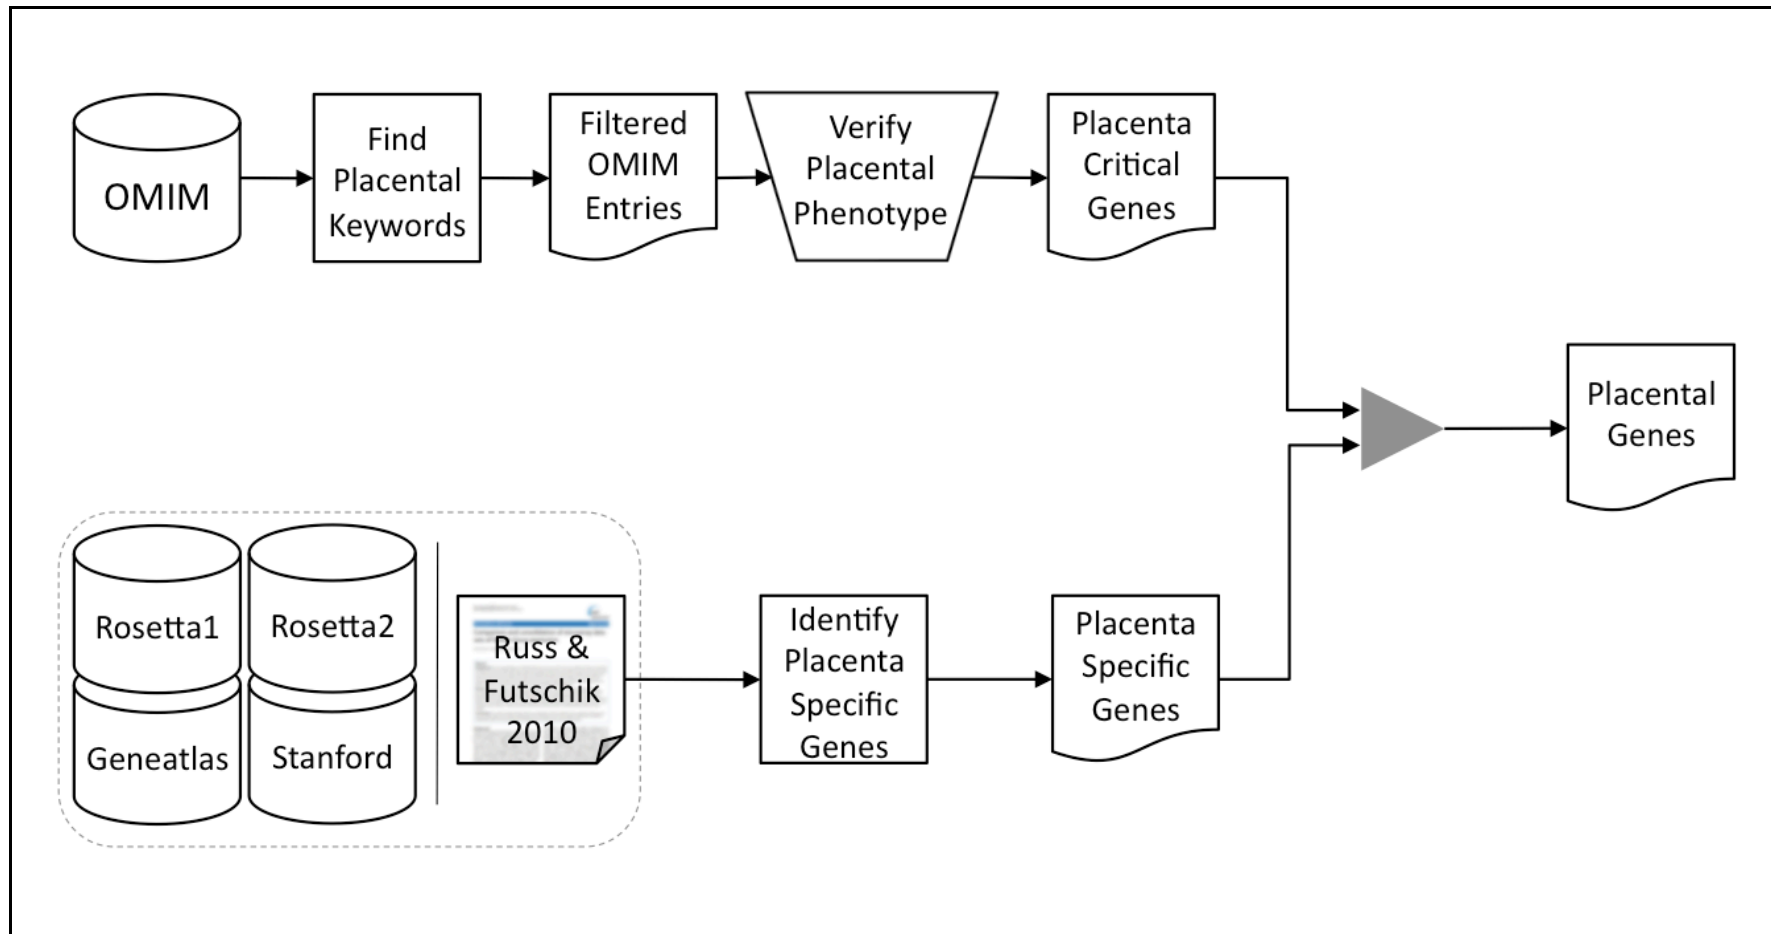 OMIM
Find
Placental
Keywords
Filtered
OMIM
Entries
Verify
Placental
Phenotype
Placenta
Critical
Genes
Placental
Genes
Rosetta1
Rosetta2
Geneatlas
Stanford
Russ &
Futschik
2010
Identify
Placenta
Specific
Genes
Placenta
Specific
Genes